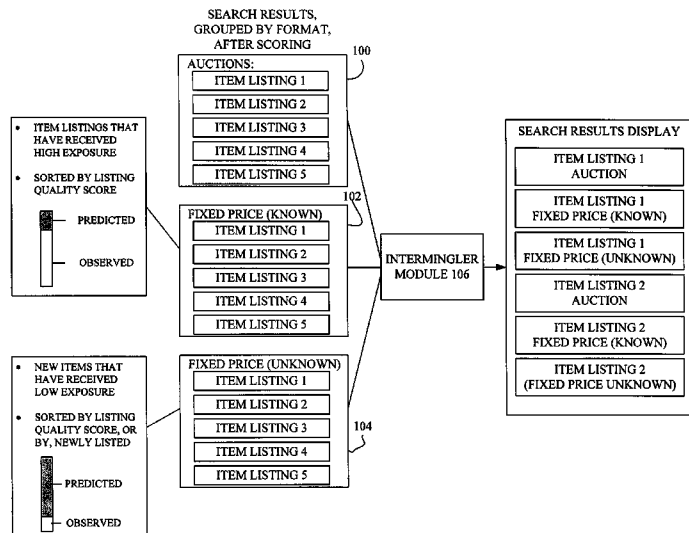 SEARCH RESULTS,
GROUPED BY FORMAT,
AFTER SCORING
100
AUCTIONS:
ITEM LISTING 1
ITEM LISTING 2
ITEM LISTING 3
ITEM LISTING 4
ITEM LISTING 5
• ITEM LISTINGS THAT
HAVE RECEIVED
HIGH EXPOSURE
• SORTED BY LISTING
QUALITY SCORE
PREDICTED
OBSERVED
102
FIXED PRICE (KNOWN)
ITEM LISTING 1
ITEM LISTING 2
ITEM LISTING 3
ITEM LISTING 4
ITEM LISTING 5
• NEW ITEMS THAT
HAVE RECEIVED
LOW EXPOSURE
• SORTED BY LISTING
QUALITY SCORE, OR
BY, NEWLY LISTED
PREDICTED
OBSERVED
FIXED PRICE (UNKNOWN)
ITEM LISTING 1
ITEM LISTING 2
ITEM LISTING 3
ITEM LISTING 4
ITEM LISTING 5
104
INTERMINGLER
MODULE 106
SEARCH RESULTS DISPLAY
ITEM LISTING 1
AUCTION
ITEM LISTING 1
FIXED PRICE (KNOWN)
ITEM LISTING 1
FIXED PRICE (UNKNOWN)
ITEM LISTING 2
AUCTION
ITEM LISTING 2
FIXED PRICE (KNOWN)
ITEM LISTING 2
(FIXED PRICE UNKNOWN)